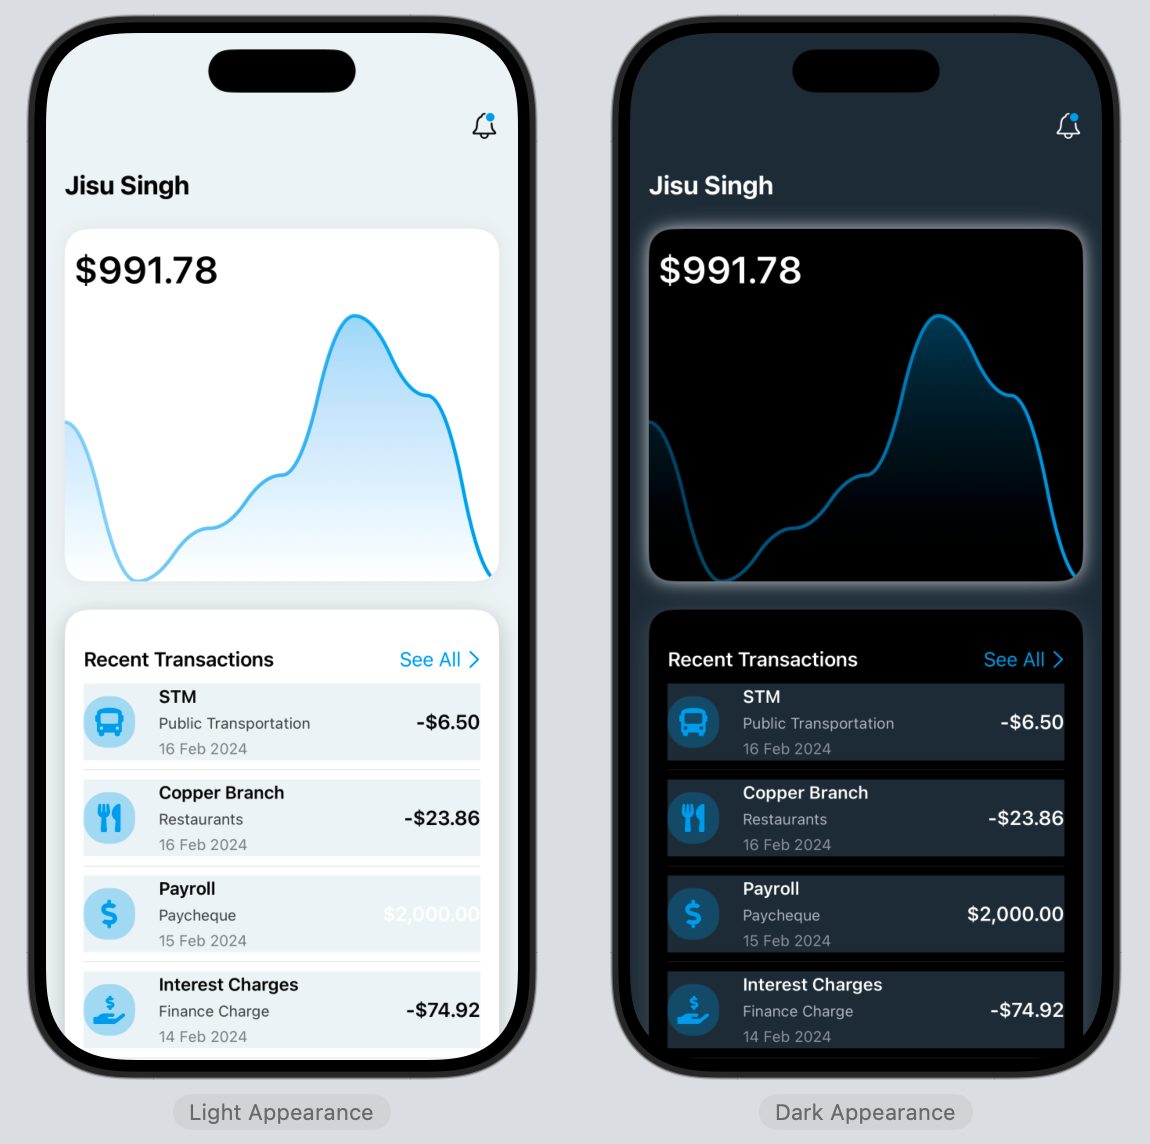 Jisu Singh
$991.78
Recent Transactions See All
STM
Public Transportation
16 Feb 2024
-$6.50
Copper Branch
Restaurants
16 Feb 2024
-$23.86
Payroll
Paycheque
15 Feb 2024
$2,000.00
Interest Charges
Finance Charge
14 Feb 2024
-$74.92
Light Appearance
Jisu Singh
$991.78
Recent Transactions See All
STM
Public Transportation
16 Feb 2024
-$6.50
Copper Branch
Restaurants
16 Feb 2024
-$23.86
Payroll
Paycheque
15 Feb 2024
$2,000.00
Interest Charges
Finance Charge
14 Feb 2024
-$74.92
Dark Appearance